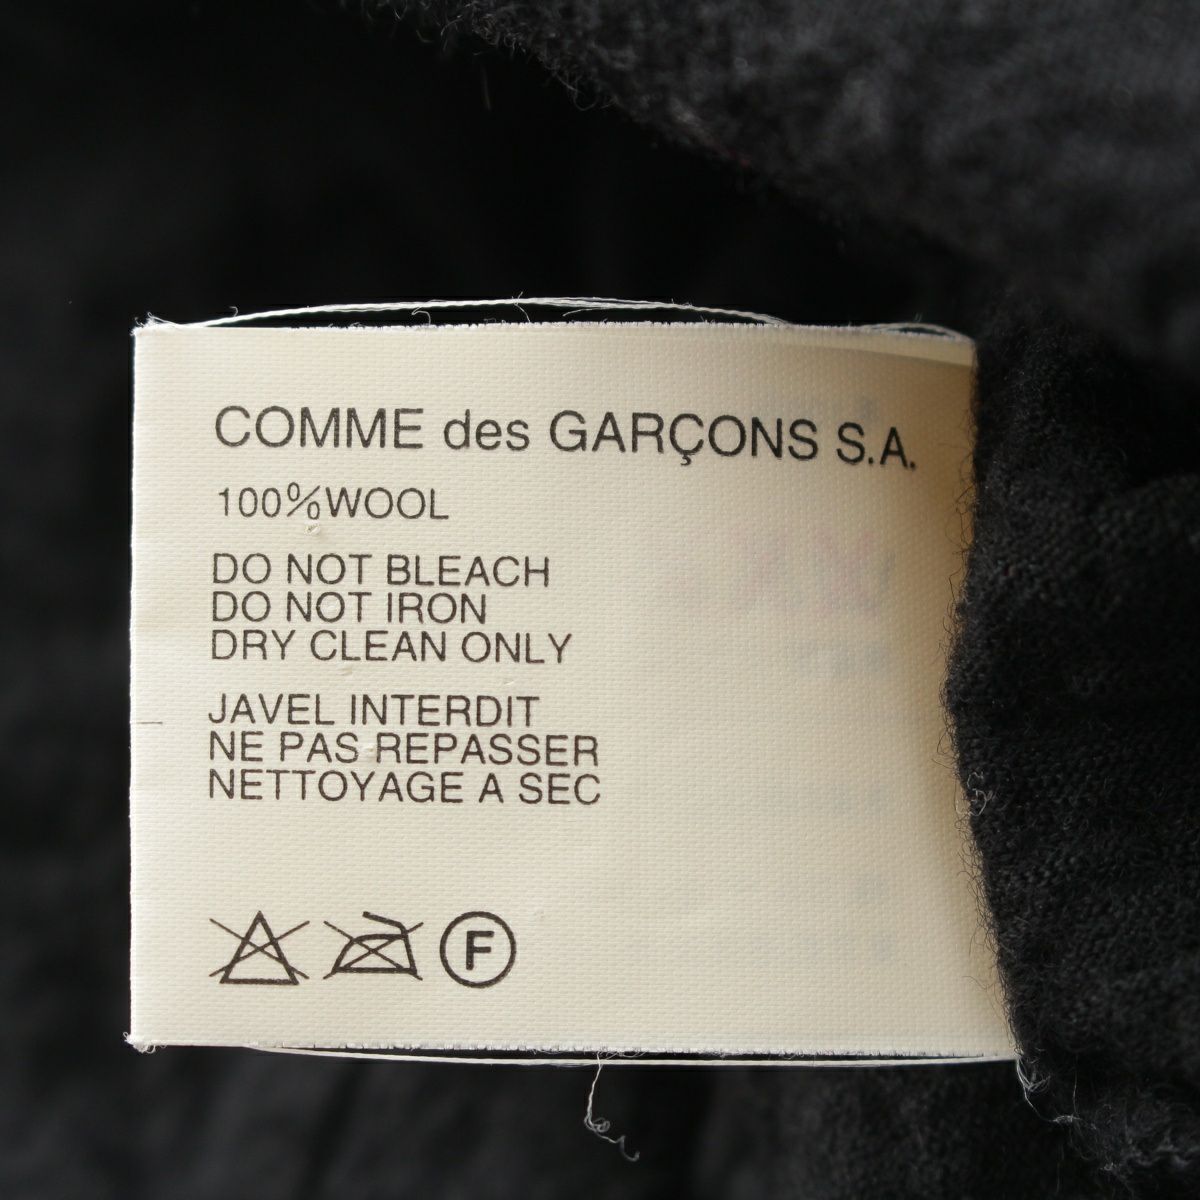 COMME des GARÇONS S.A.
100%WOOL
DO NOT BLEACH
DO NOT IRON
DRY CLEAN ONLY
JAVEL INTERDIT
NE PAS REPASSER
NETTOYAGE A SEC
F